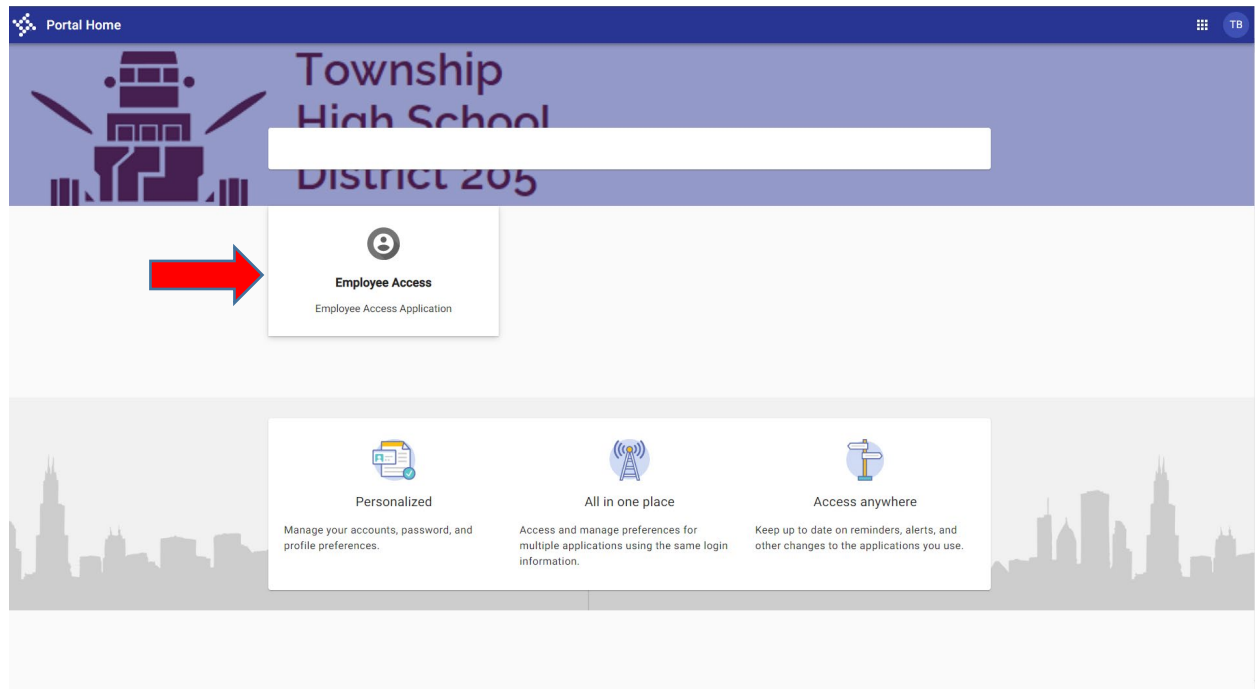 Portal Home
TB
Township
High School
District 205
Employee Access
Employee Access Application
Personalized
Manage your accounts, password, and
profile preferences.
All in one place
Access and manage preferences for
multiple applications using the same login
information.
Access anywhere
Keep up to date on reminders, alerts, and
other changes to the applications you use.